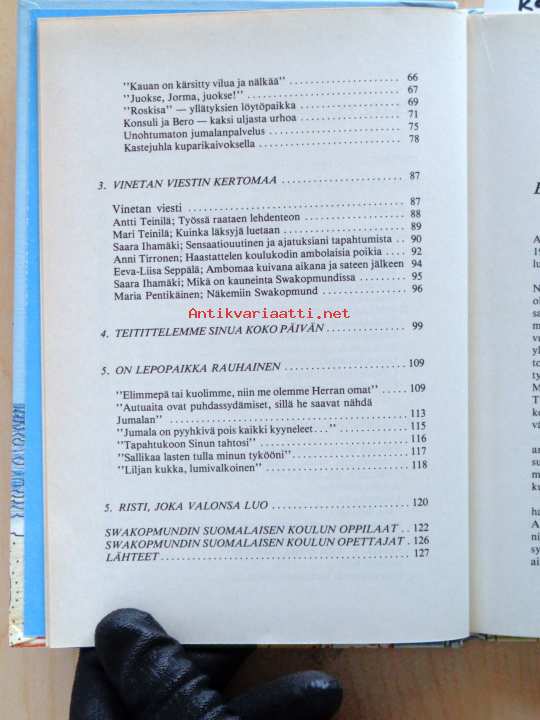 "Kauan on kärsitty vilua ja nälkää" . . . . . . . . . . . . . . . . . . . . 66
"Juokse, Jorma, juokse!" . . . . . . . . . . . . . . . . . . . . 67
"Roskisa" — yllätyksien löytöpaikka . . . . . . . . . . . . . . . . . . . . 69
Konsuli ja Bero — kaksi uljasta urhoa . . . . . . . . . . . . . . . . . . . . 71
Unohtumaton jumalanpalvelus . . . . . . . . . . . . . . . . . . . . 75
Kastejuhla kuparikaivoksella . . . . . . . . . . . . . . . . . . . . 78
3. VINETAN VIESTIN KERTOMAA . . . . . . . . . . . . . . . . . . . . 87
Vinetan viesti . . . . . . . . . . . . . . . . . . . . 87
Antti Teinilä; Työssä raataen lehdenteon . . . . . . . . . . . . . . . . . . . . 88
Mari Teinilä; Kuinka läksyjä luetaan . . . . . . . . . . . . . . . . . . . . 89
Saara Ihamäki; Sensaatiouutinen ja ajatuksiani tapahtumista . . 90
Anni Tirronen; Haastattelen koulukodin ambolaisia poikia . . . . 92
Eeva-Liisa Seppälä; Ambomaa kuivana aikana ja sateen jälkeen 94
Saara Ihamäki; Mikä on kauneinta Swakopmundissa . . . . . . . . 95
Maria Pentikäinen; Näkemiin Swakopmund . . . . . . . . . . . . . . 96
Antikvariaatti.net
4. TEITITTELEMME SINUA KOKO PÄIVÄN . . . . . . . . . . . . . . 99
5. ON LEPOPAIKKA RAUHAINEN . . . . . . . . . . . . . . . . . . . . 109
"Elimmepä tai kuolimme, niin me olemme Herran omat" . . . . . . 109
"Autuaita ovat puhdassydämiset, sillä he saavat nähdä
Jumalan" . . . . . . . . . . . . . . . . . . . . 113
"Jumala on pyyhkivä pois kaikki kyyneleet . . ." . . . . . . . . . . . . 115
"Tapahtukoon Sinun tahtosi" . . . . . . . . . . . . . . . . . . . . 116
"Sallikaa lasten tulla minun tykööni" . . . . . . . . . . . . . . . . . . . . 117
"Liljan kukka, lumivalkoinen" . . . . . . . . . . . . . . . . . . . . 118
5. RISTI, JOKA VALONSA LUO . . . . . . . . . . . . . . . . . . . . 120
SWAKOPMUNDIN SUOMALAISEN KOULUN OPPILAAT . . 122
SWAKOPMUNDIN SUOMALAISEN KOULUN OPETTAJAT . 126
LÄHTEET . . . . . . . . . . . . . . . . . . . . 127